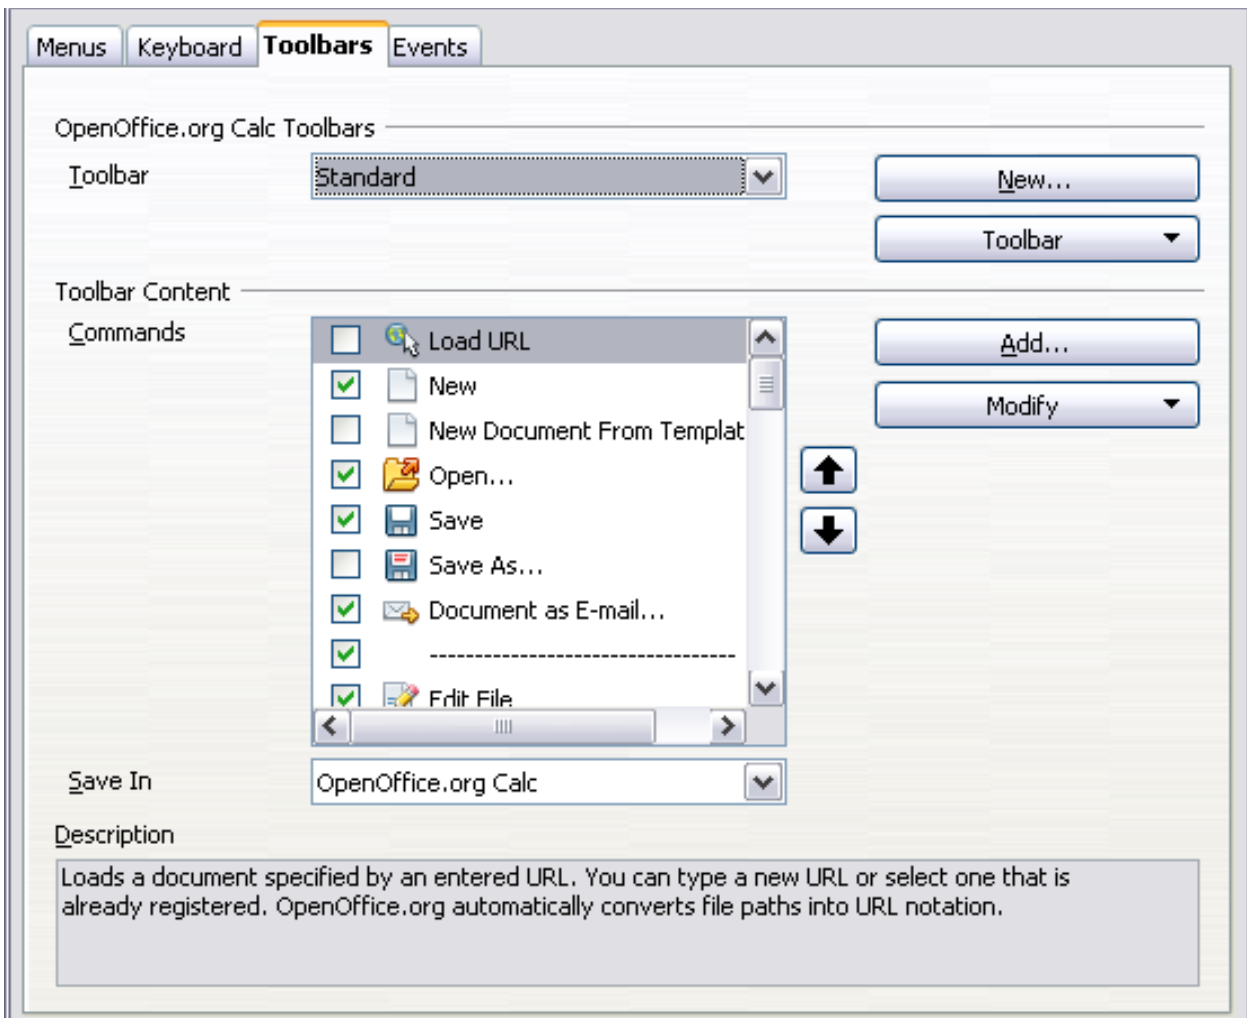 Menus Keyboard Toolbars Events
OpenOffice.org Calc Toolbars
Toolbar Standard New...
Toolbar
Toolbar Content
Commands Load URL Add...
New
Modify
New Document From Templat
Open...
Save
Save As...
Document as E-mail...
----------------------------------
Edit File
Save In OpenOffice.org Calc
Description
Loads a document specified by an entered URL. You can type a new URL or select one that is
already registered. OpenOffice.org automatically converts file paths into URL notation.